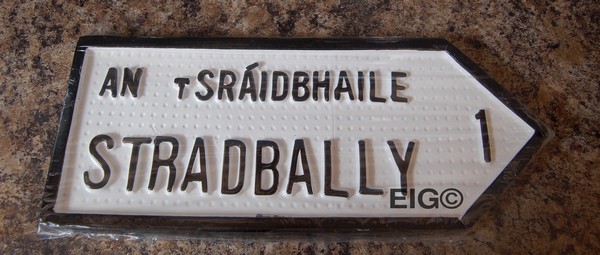 AN tSRÁIDBHAILE
STRADBALLY 1
EIG©